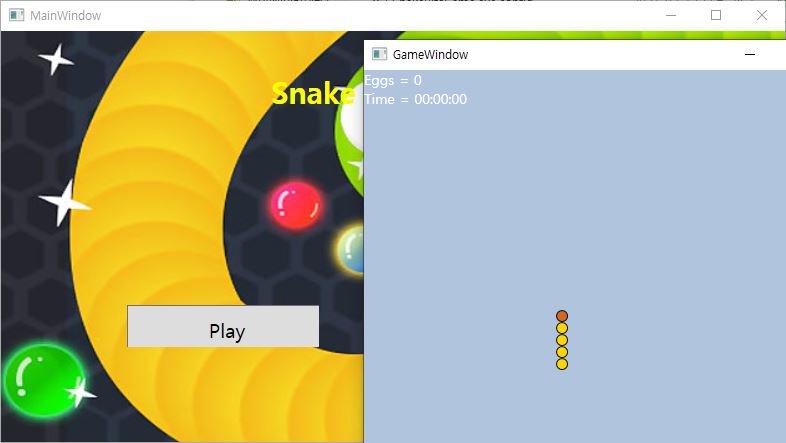 MainWindow
GameWindow
Eggs = 0
Time = 00:00:00
Snake
Play